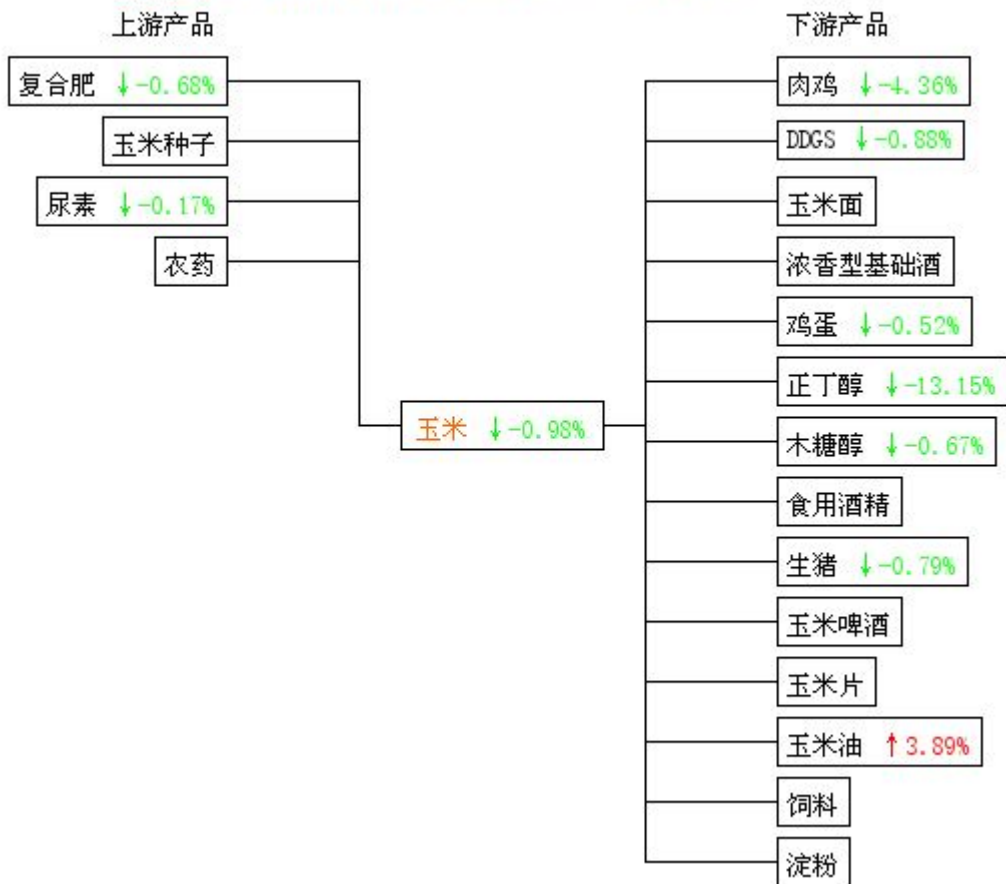 上游产品
下游产品
复合肥 ↓-0.68%
玉米种子
尿素 ↓-0.17%
农药
玉米 ↓-0.98%
肉鸡 ↓-4.36%
DDGS ↓-0.88%
玉米面
浓香型基础酒
鸡蛋 ↓-0.52%
正丁醇 ↓-13.15%
木糖醇 ↓-0.67%
食用酒精
生猪 ↓-0.79%
玉米啤酒
玉米片
玉米油 ↑3.89%
饲料
淀粉